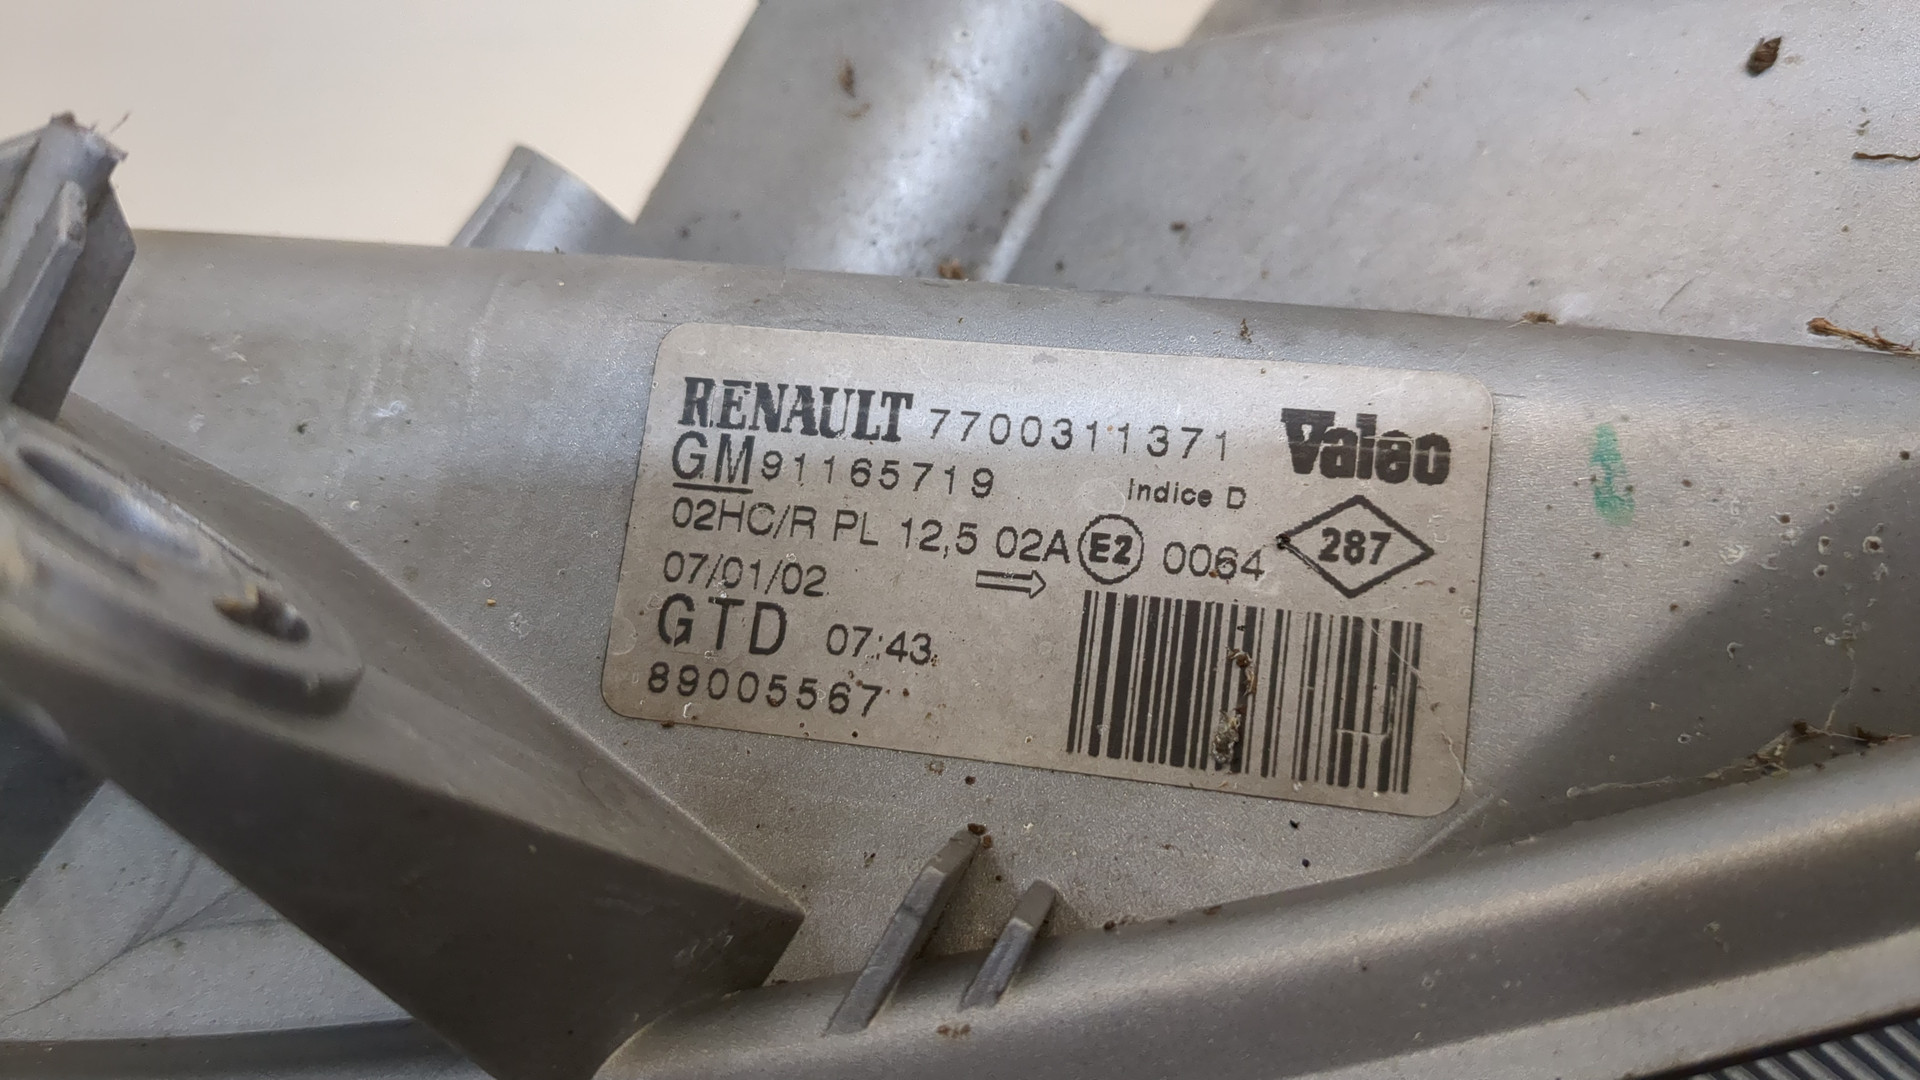 RENAULT 7700311371 Valeo
GM 91165719 Indice D
02HC/R PL 12,5 02A E2 0064 287
07/01/02
GTD 07:43
89005567